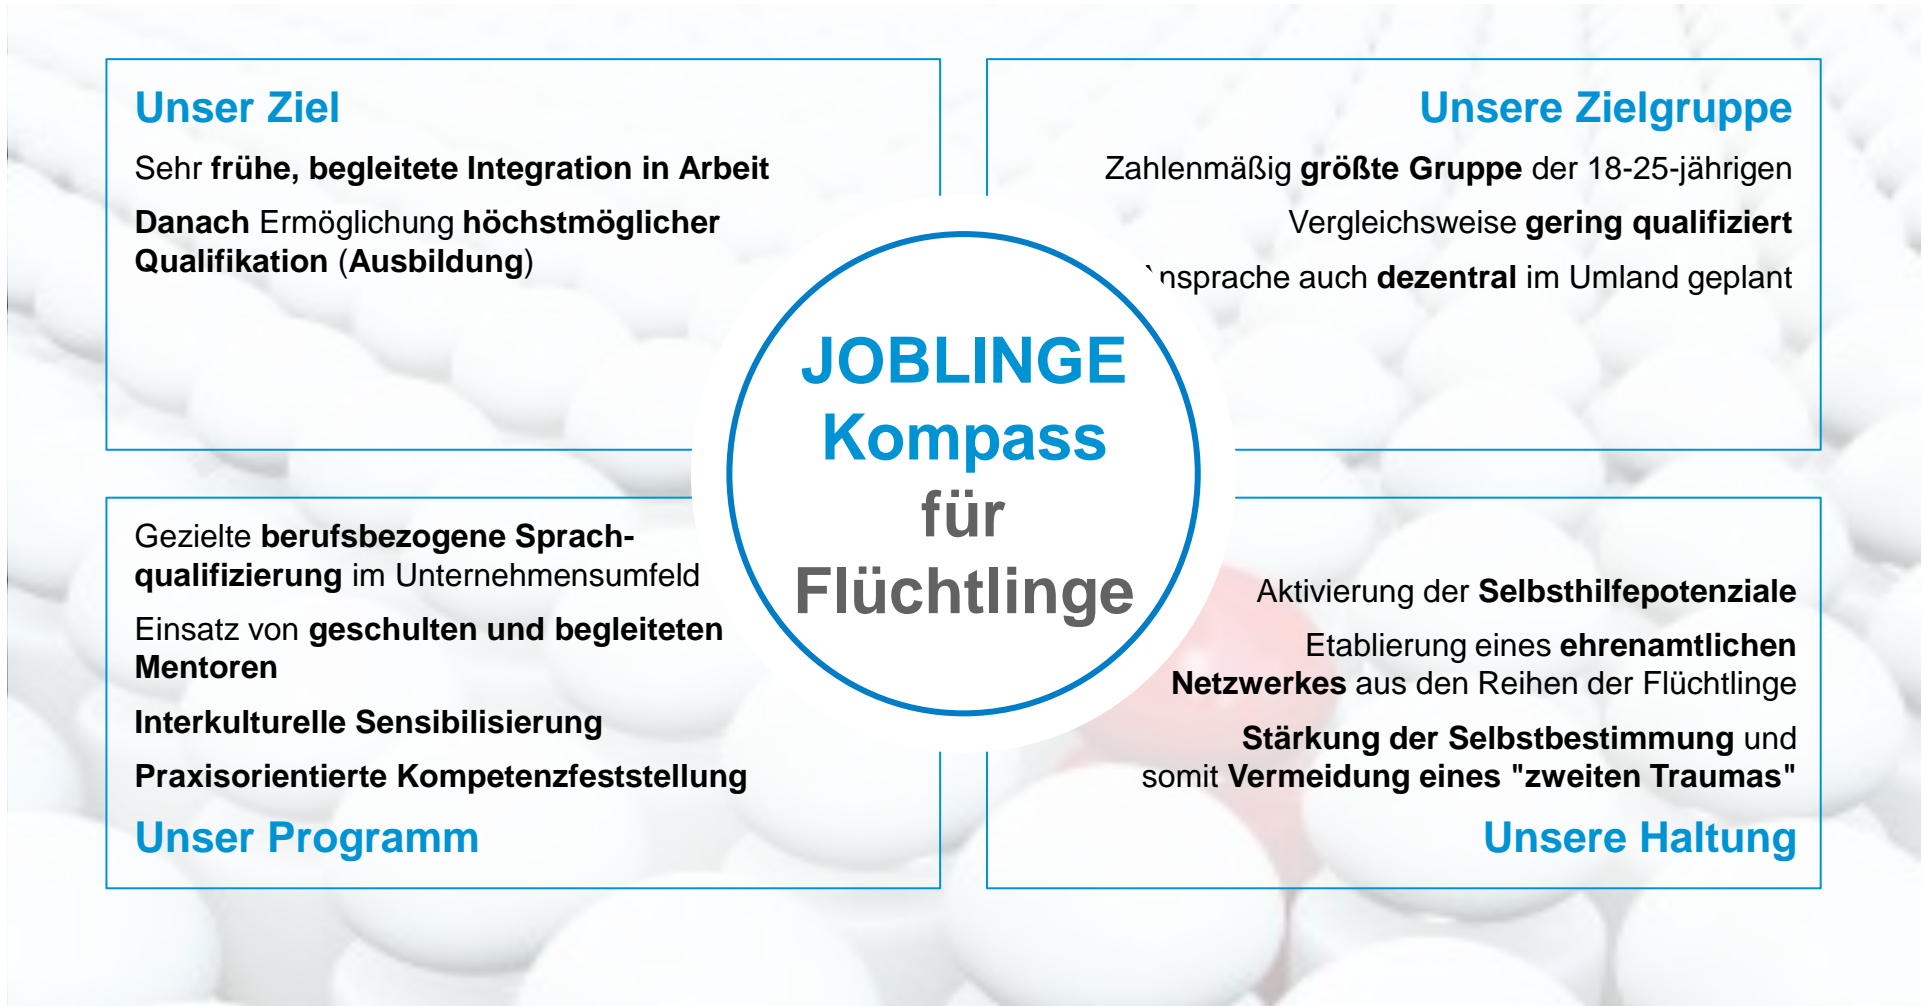 Unser Ziel
Sehr frühe, begleitete Integration in Arbeit
Danach Ermöglichung höchstmöglicher
Qualifikation (Ausbildung)
Unsere Zielgruppe
Zahlenmäßig größte Gruppe der 18-25-jährigen
Vergleichsweise gering qualifiziert
nsprache auch dezentral im Umland geplant
JOBLINGE
Kompass
für
Flüchtlinge
Gezielte berufsbezogene Sprach-
qualifizierung im Unternehmensumfeld
Einsatz von geschulten und begleiteten
Mentoren
Interkulturelle Sensibilisierung
Praxisorientierte Kompetenzfeststellung
Unser Programm
Aktivierung der Selbsthilfepotenziale
Etablierung eines ehrenamtlichen
Netzwerkes aus den Reihen der Flüchtlinge
Stärkung der Selbstbestimmung und
somit Vermeidung eines "zweiten Traumas"
Unsere Haltung